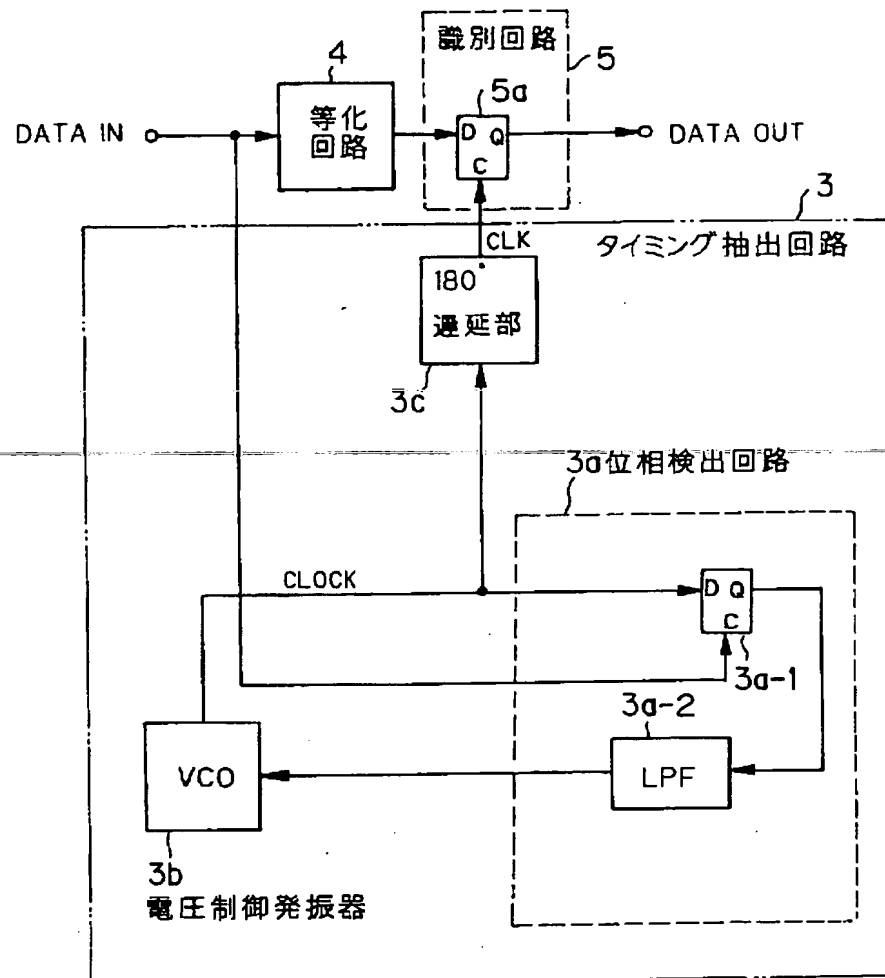 識別回路
5
4
5a
DATA IN
等化
回路
D Q
C
DATA OUT
3
CLK
タイミング抽出回路
180°
遅延部
3c
3a位相検出回路
CLOCK
D Q
C
3a-1
3a-2
VCO
LPF
3b
電圧制御発振器